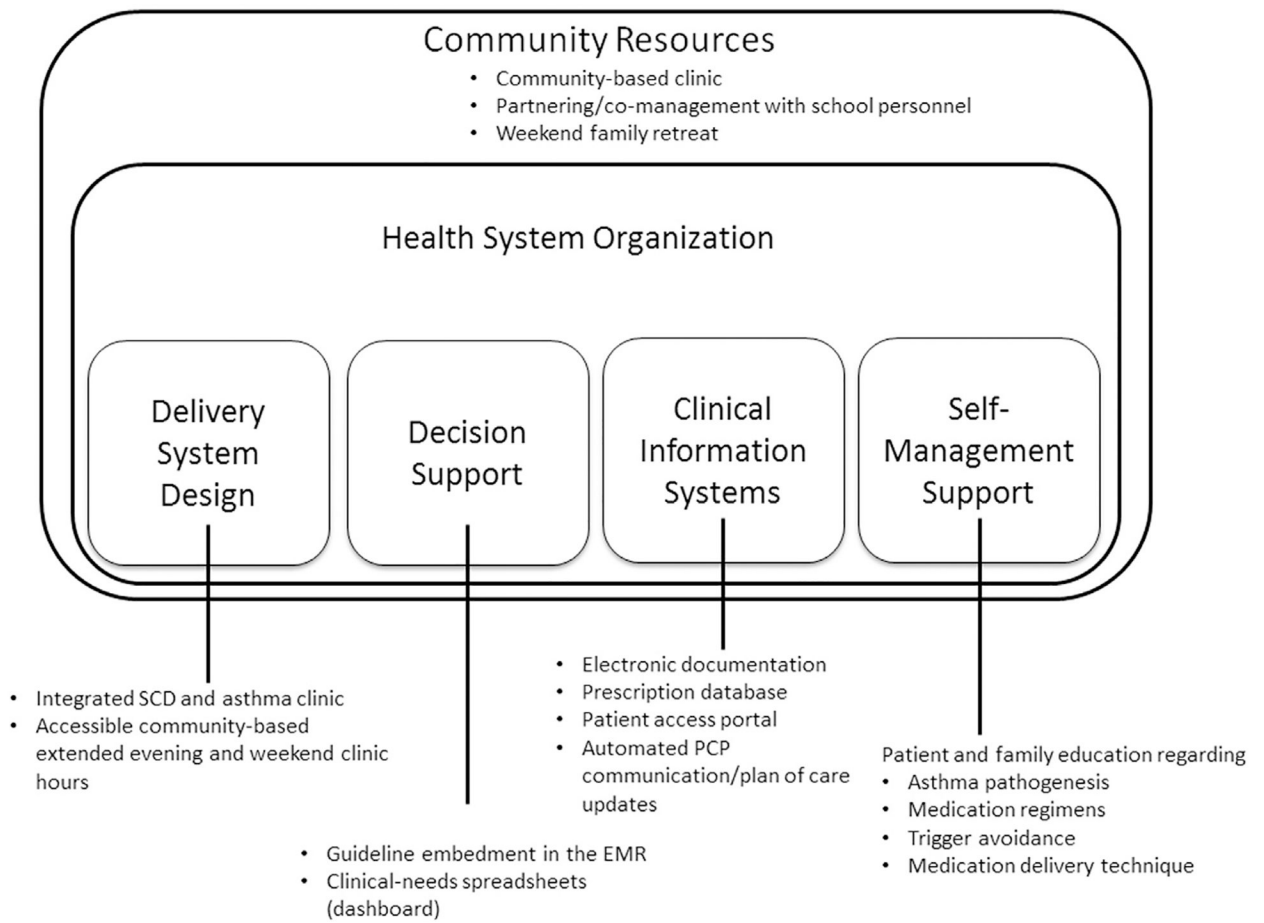 Community Resources
• Community-based clinic
• Partnering/co-management with school personnel
• Weekend family retreat
Health System Organization
Delivery
System
Design
Decision
Support
Clinical
Information
Systems
Self-
Management
Support
• Integrated SCD and asthma clinic
• Accessible community-based
extended evening and weekend clinic
hours
• Guideline embedment in the EMR
• Clinical-needs spreadsheets
(dashboard)
• Electronic documentation
• Prescription database
• Patient access portal
• Automated PCP
communication/plan of care
updates
Patient and family education regarding
• Asthma pathogenesis
• Medication regimens
• Trigger avoidance
• Medication delivery technique